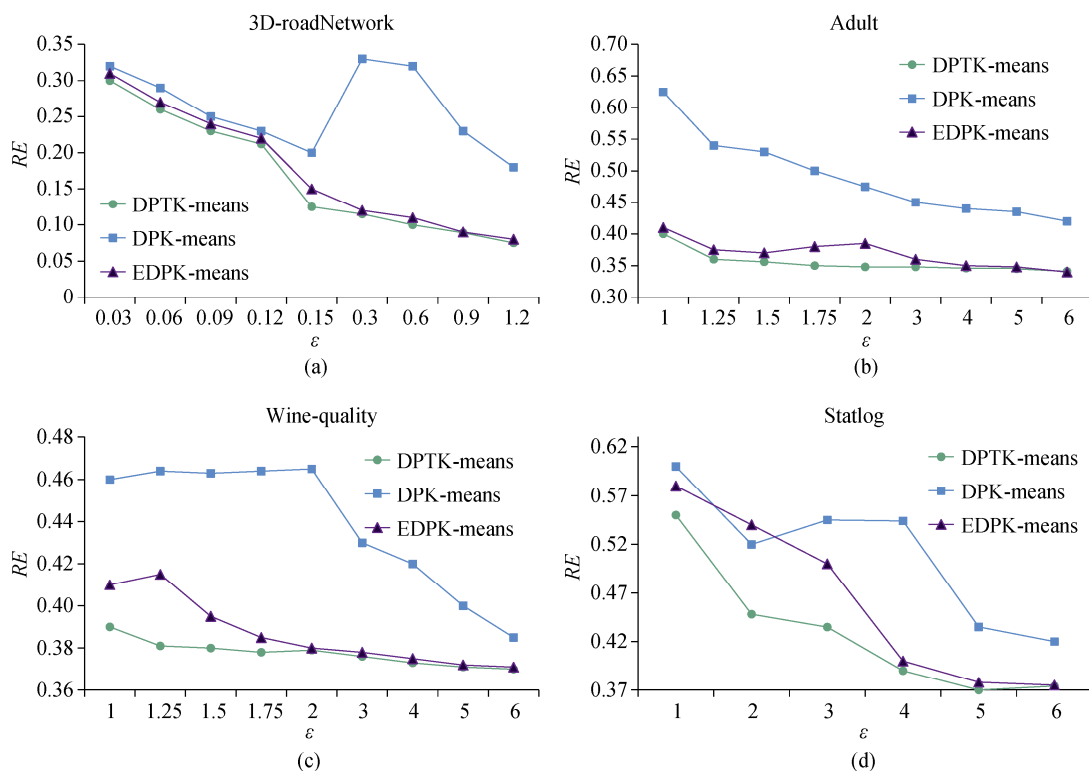 3D-roadNetwork
0.35
0.30
0.25
0.20
0.15
0.10
0.05
0
RE
DPTK-means
DPK-means
EDPK-means
0.03 0.06 0.09 0.12 0.15 0.3 0.6 0.9 1.2
ε
(a)
Adult
0.70
0.65
0.60
0.55
0.50
0.45
0.40
0.35
0.30
RE
DPTK-means
DPK-means
EDPK-means
1 1.25 1.5 1.75 2 3 4 5 6
ε
(b)
Wine-quality
0.48
0.46
0.44
0.42
0.40
0.38
0.36
RE
DPTK-means
DPK-means
EDPK-means
1 1.25 1.5 1.75 2 3 4 5 6
ε
(c)
Statlog
0.62
0.57
0.52
0.47
0.42
0.37
RE
DPTK-means
DPK-means
EDPK-means
1 2 3 4 5 6
ε
(d)